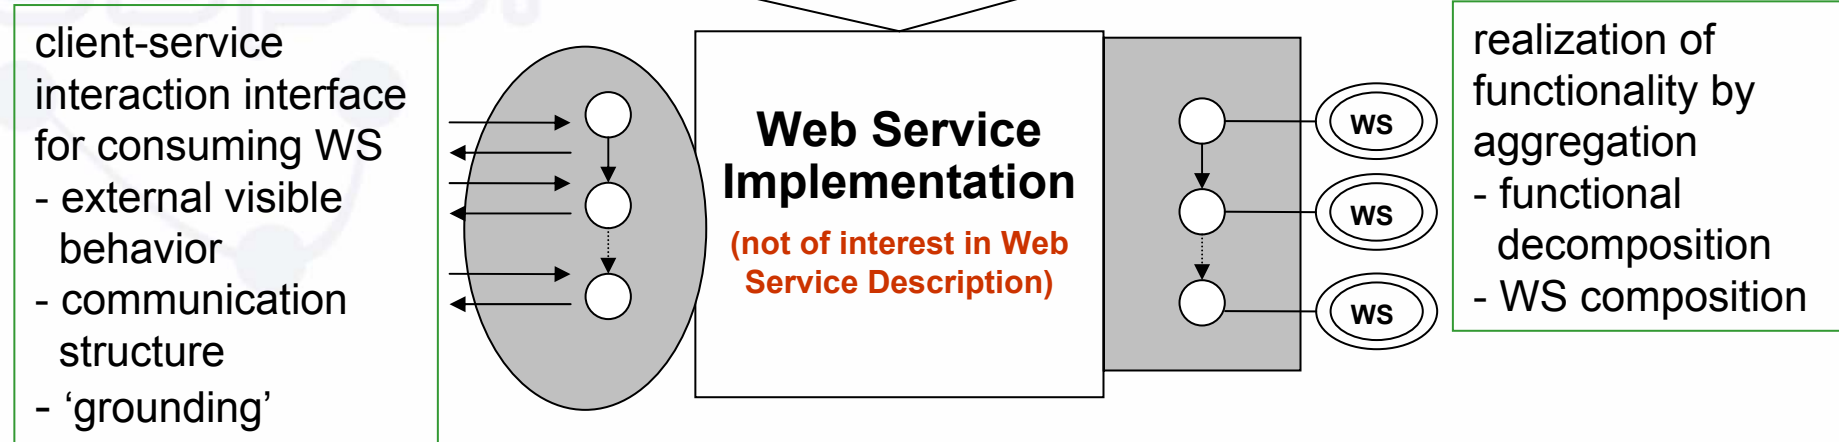 client-service
interaction interface
for consuming WS
- external visible
behavior
- communication
structure
- ‘grounding’
Web Service
Implementation
(not of interest in Web
Service Description)
WS
WS
WS
realization of
functionality by
aggregation
- functional
decomposition
- WS composition